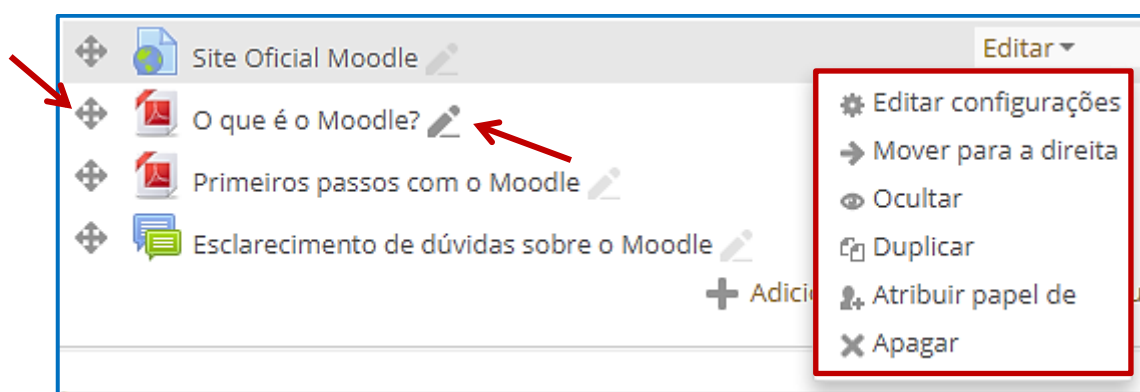 Site Oficial Moodle
Editar
O que é o Moodle?
Primeiros passos com o Moodle
Esclarecimento de dúvidas sobre o Moodle
Editar configurações
Mover para a direita
Ocultar
Duplicar
Atribuir papel de
Apagar